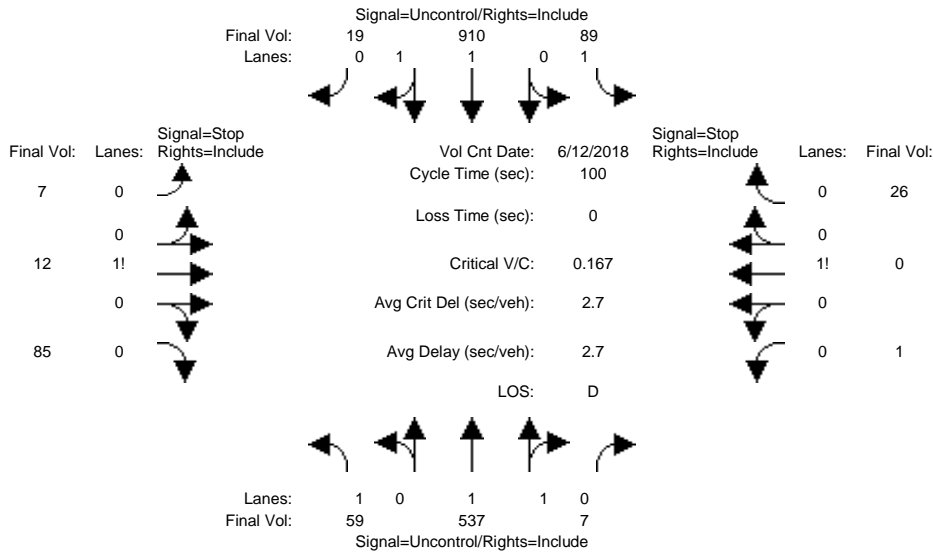 Signal=Uncontrol/Rights=Include
Final Vol: 19 910 89
Lanes: 0 1 1 0 1
Signal=Stop
Final Vol: Lanes: Rights=Include
Vol Cnt Date: 6/12/2018
Signal=Stop
Rights=Include Lanes: Final Vol:
Cycle Time (sec): 100
7 0
0 26
Loss Time (sec): 0
0
0
12 1!
Critical V/C: 0.167
1! 0
0
Avg Crit Del (sec/veh): 2.7
0
85 0
Avg Delay (sec/veh): 2.7
0 1
LOS: D
Lanes: 1 0 1 1 0
Final Vol: 59 537 7
Signal=Uncontrol/Rights=Include